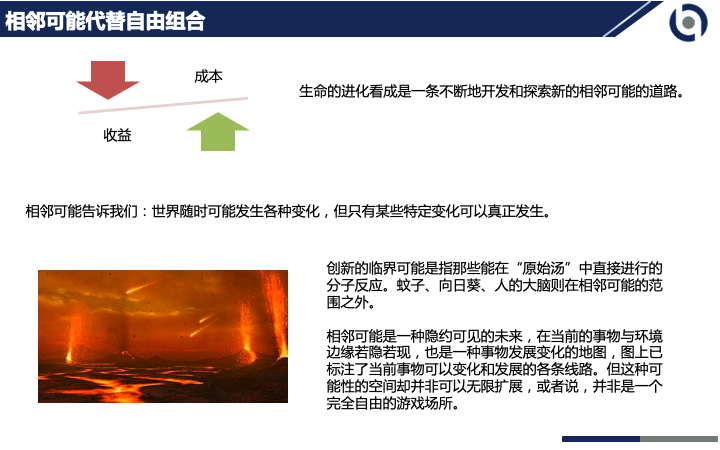 相邻可能代替自由组合
成本
收益
生命的进化看成是一条不断地开发和探索新的相邻可能的道路。
相邻可能告诉我们：世界随时可能发生各种变化，但只有某些特定变化可以真正发生。
创新的临界可能是指那些能在“原始汤”中直接进行的
分子反应。蚊子、向日葵、人的大脑则在相邻可能的范
围之外。
相邻可能是一种隐约可见的未来，在当前的事物与环境
边缘若隐若现，也是一种事物发展变化的地图，图上已
标注了当前事物可以变化和发展的各条线路。但这种可
能性的空间却并非可以无限扩展，或者说，并非是一个
完全自由的游戏场所。